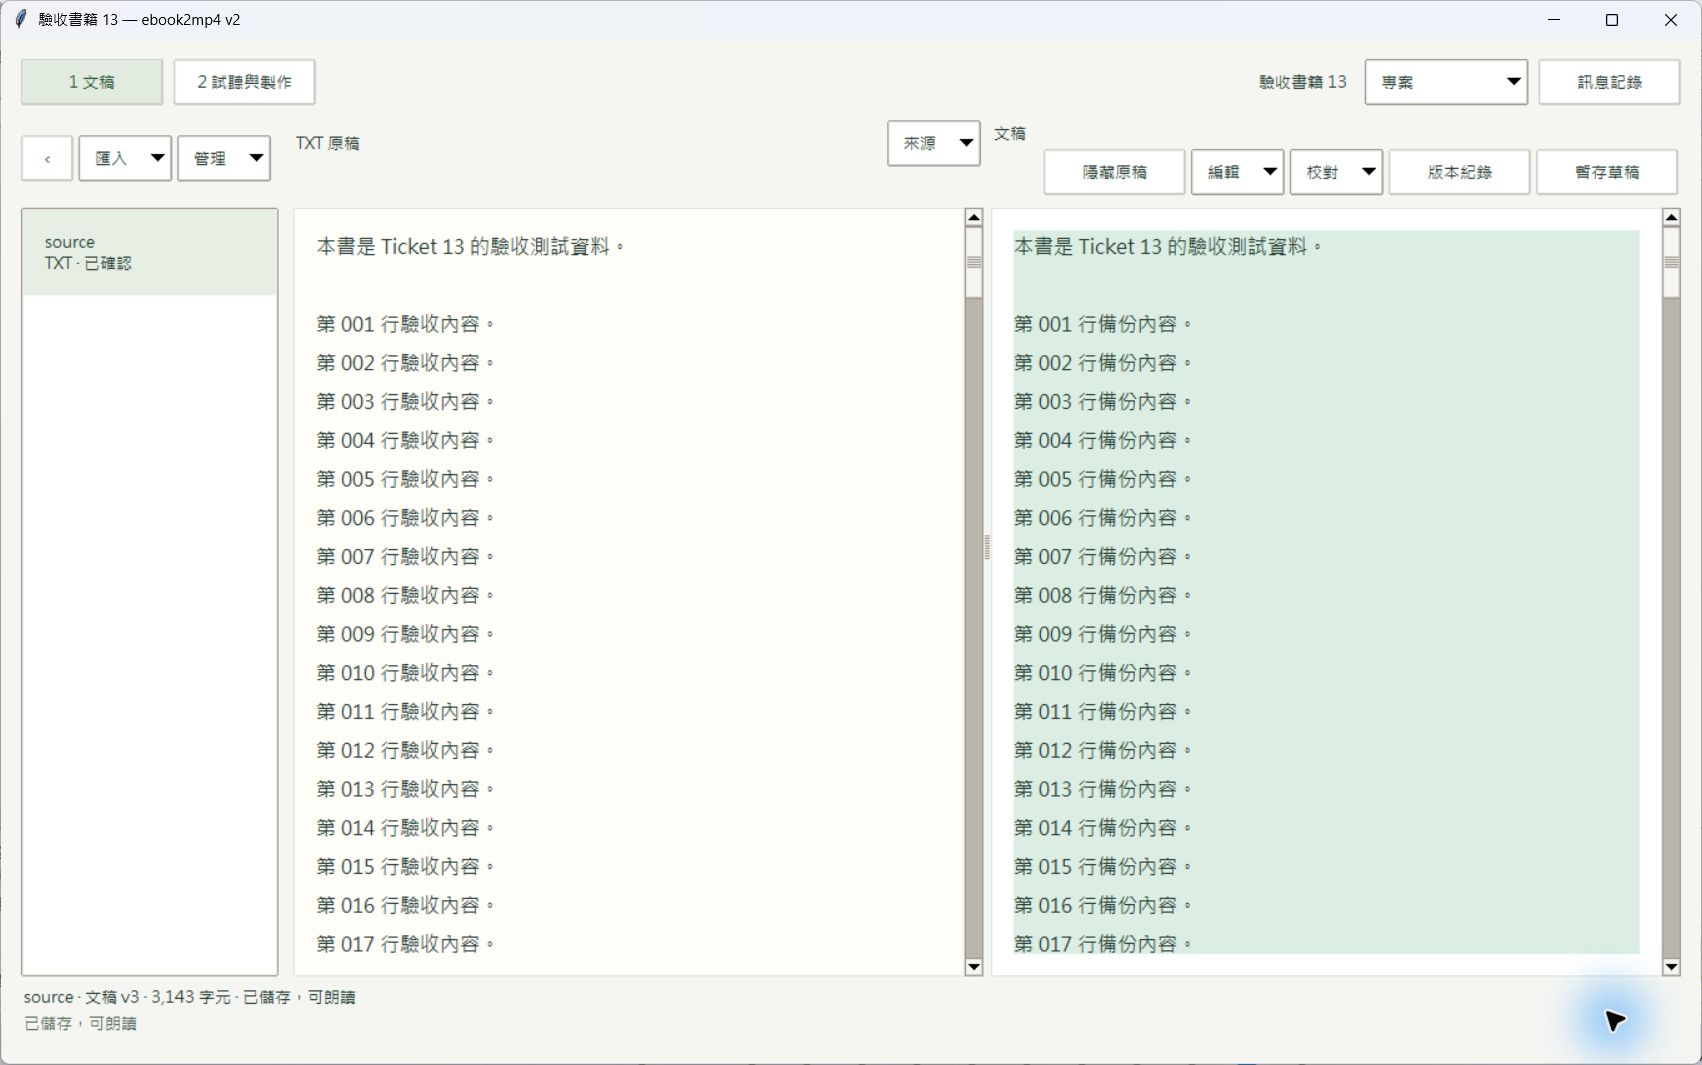 驗收書籍 13 — ebook2mp4 v2
1 文稿
2 試聽與製作
驗收書籍 13
專案
訊息記錄
‹
匯入
管理
TXT 原稿
來源
文稿
隱藏原稿
編輯
校對
版本紀錄
暫存草稿
source
TXT · 已確認
本書是 Ticket 13 的驗收測試資料。
第 001 行驗收內容。
第 002 行驗收內容。
第 003 行驗收內容。
第 004 行驗收內容。
第 005 行驗收內容。
第 006 行驗收內容。
第 007 行驗收內容。
第 008 行驗收內容。
第 009 行驗收內容。
第 010 行驗收內容。
第 011 行驗收內容。
第 012 行驗收內容。
第 013 行驗收內容。
第 014 行驗收內容。
第 015 行驗收內容。
第 016 行驗收內容。
第 017 行驗收內容。
本書是 Ticket 13 的驗收測試資料。
第 001 行備份內容。
第 002 行備份內容。
第 003 行備份內容。
第 004 行備份內容。
第 005 行備份內容。
第 006 行備份內容。
第 007 行備份內容。
第 008 行備份內容。
第 009 行備份內容。
第 010 行備份內容。
第 011 行備份內容。
第 012 行備份內容。
第 013 行備份內容。
第 014 行備份內容。
第 015 行備份內容。
第 016 行備份內容。
第 017 行備份內容。
source · 文稿 v3 · 3,143 字元 · 已儲存，可朗讀
已儲存，可朗讀